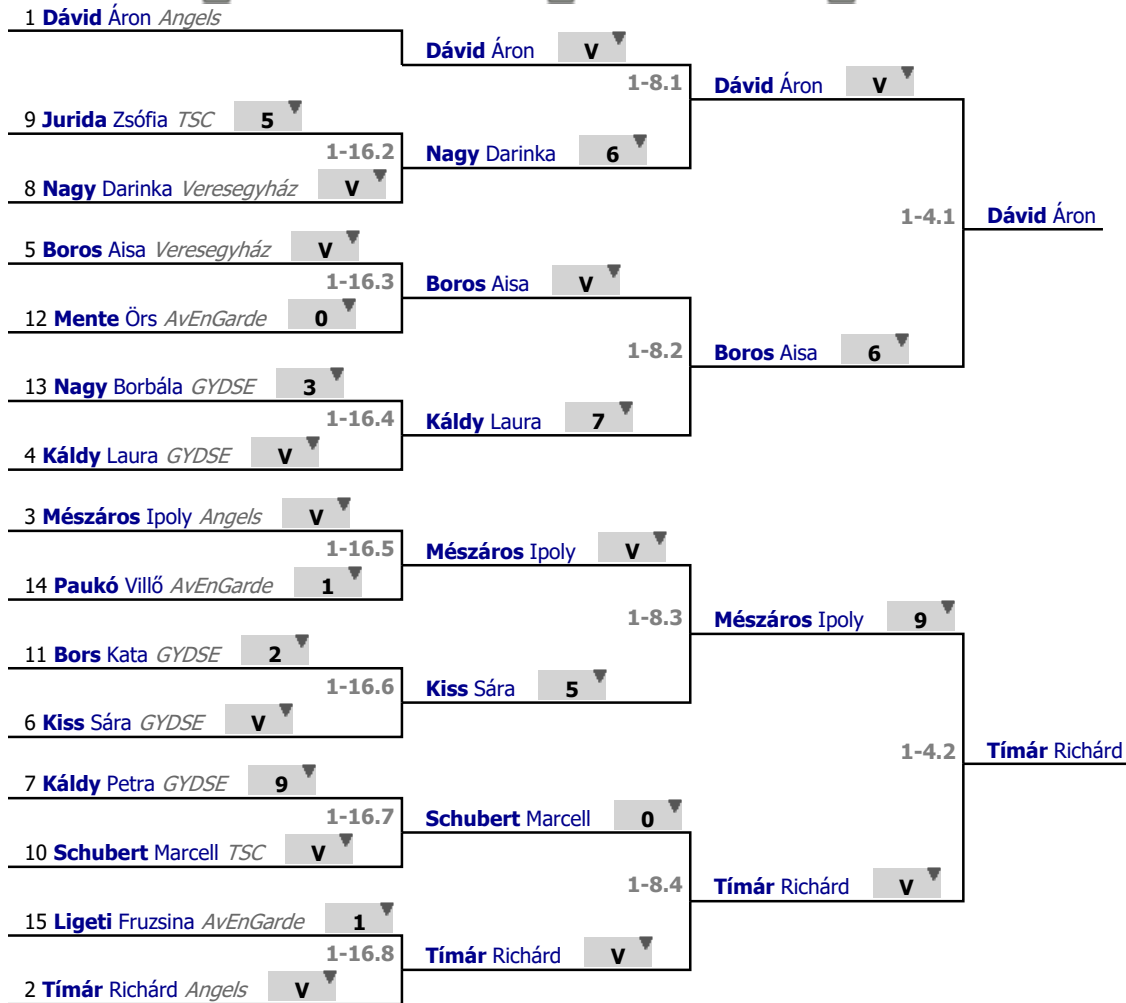 1 Dávid Áron Angels
Dávid Áron V
1-8.1
Dávid Áron V
9 Jurida Zsófia TSC 5
1-16.2
Nagy Darinka 6
8 Nagy Darinka Veresegyház V
1-4.1
Dávid Áron
5 Boros Aisa Veresegyház V
1-16.3
Boros Aisa V
12 Mente Örs AvEnGarde 0
1-8.2
Boros Aisa 6
13 Nagy Borbála GYDSE 3
1-16.4
Káldy Laura 7
4 Káldy Laura GYDSE V
3 Mészáros Ipoly Angels V
1-16.5
Mészáros Ipoly V
14 Paukó Villő AvEnGarde 1
1-8.3
Mészáros Ipoly 9
11 Bors Kata GYDSE 2
1-16.6
Kiss Sára 5
6 Kiss Sára GYDSE V
1-4.2
Tímár Richárd
7 Káldy Petra GYDSE 9
1-16.7
Schubert Marcell 0
10 Schubert Marcell TSC V
1-8.4
Tímár Richárd V
15 Ligeti Fruzsina AvEnGarde 1
1-16.8
Tímár Richárd V
2 Tímár Richárd Angels V